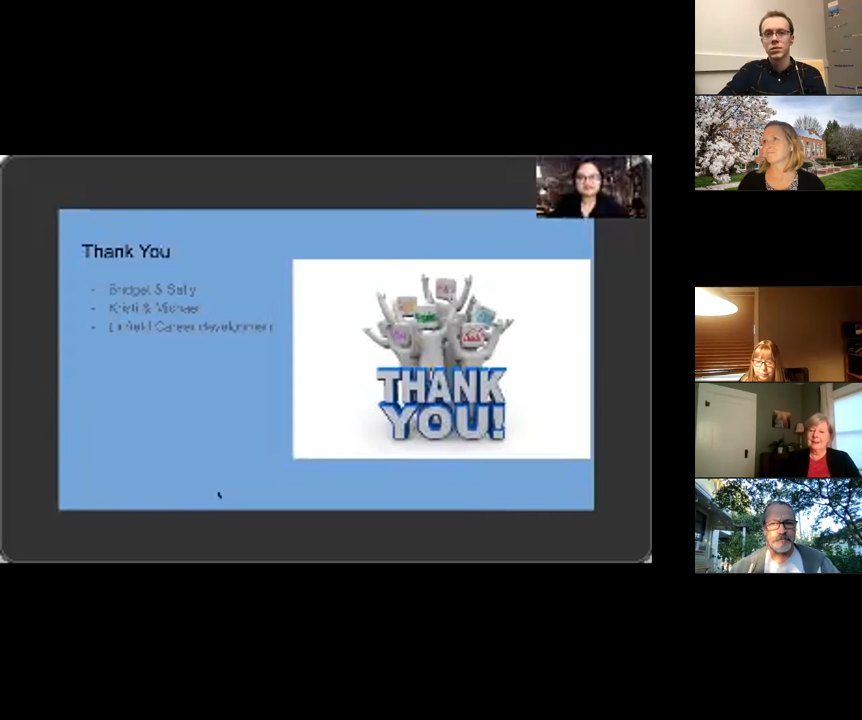 Thank You
- Bridget & Sally
- Kristi & Michael
- Linfield Career development
THANK
YOU!